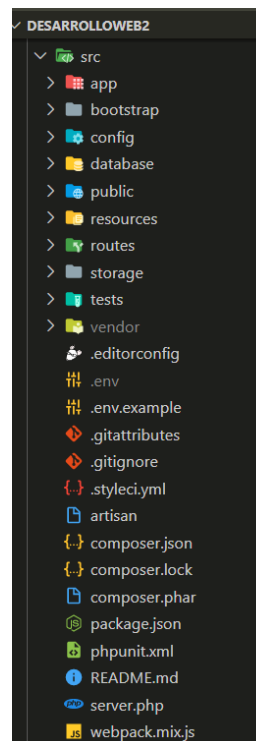 DESARROLLOWEB2
src
app
bootstrap
config
database
public
resources
routes
storage
tests
vendor
.editorconfig
.env
.env.example
.gitattributes
.gitignore
.styleci.yml
artisan
composer.json
composer.lock
composer.phar
package.json
phpunit.xml
README.md
server.php
webpack.mix.js